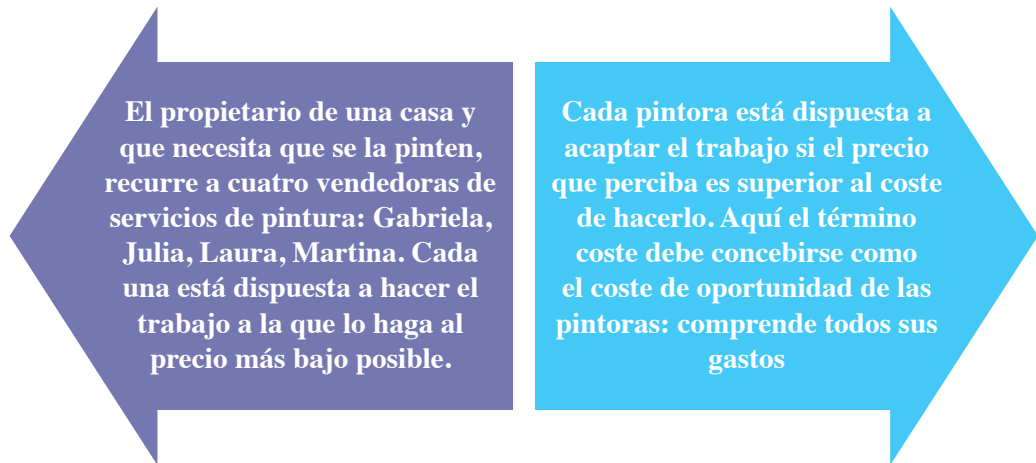 El propietario de una casa y
que necesita que se la pinten,
recurre a cuatro vendedoras de
servicios de pintura: Gabriela,
Julia, Laura, Martina. Cada
una está dispuesta a hacer el
trabajo a la que lo haga al
precio más bajo posible.
Cada pintora está dispuesta a
acaptar el trabajo si el precio
que perciba es superior al coste
de hacerlo. Aquí el término
coste debe concebirse como
el coste de oportunidad de las
pintoras: comprende todos sus
gastos